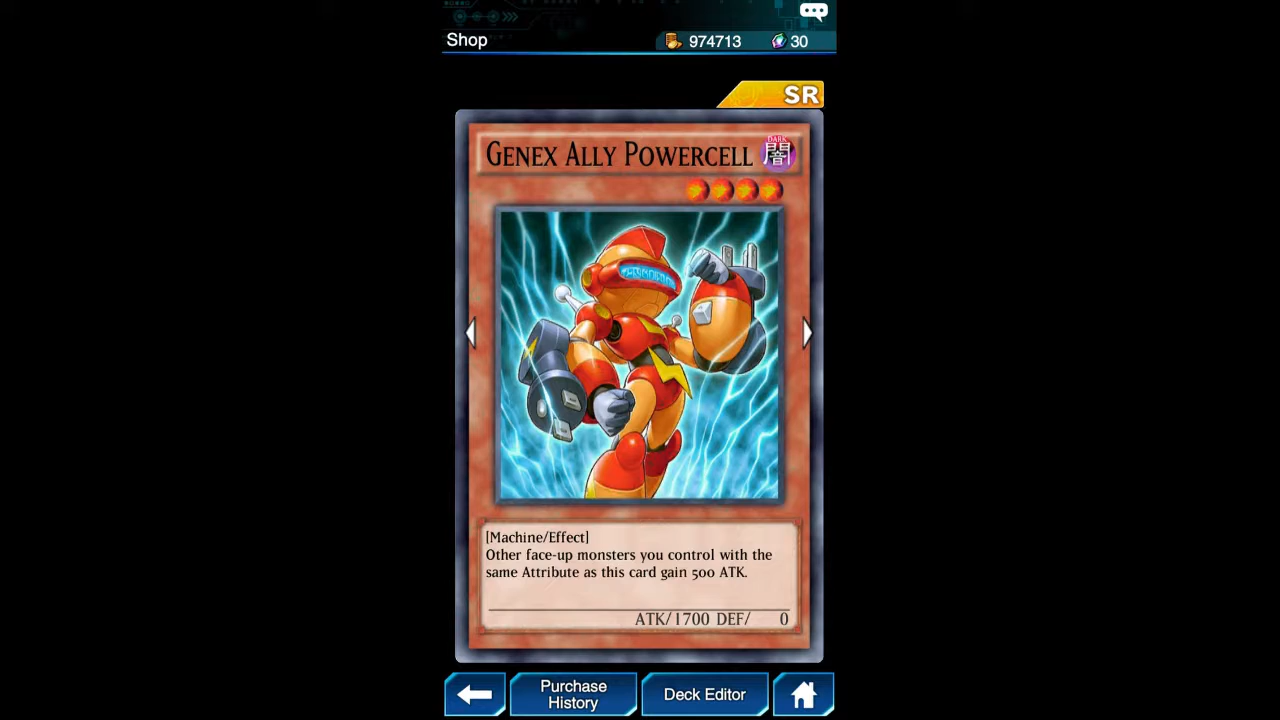 Shop
974713
30
SR
GENEX ALLY POWERCELL
DARK
闇
[Machine/Effect]
Other face-up monsters you control with the
same Attribute as this card gain 500 ATK.
ATK/1700 DEF/ 0
Purchase
History
Deck Editor